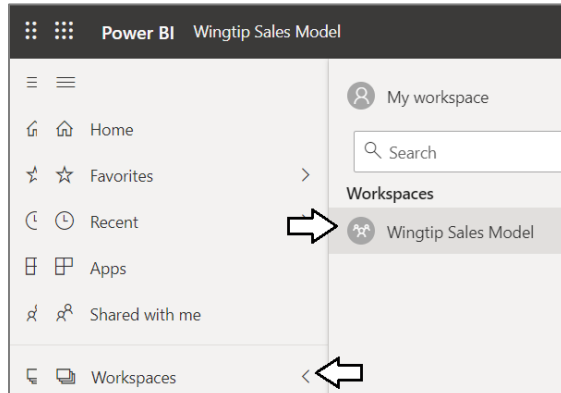 Power BI Wingtip Sales Model
Home
Favorites
Recent
Apps
Shared with me
Workspaces
My workspace
Search
Workspaces
Wingtip Sales Model